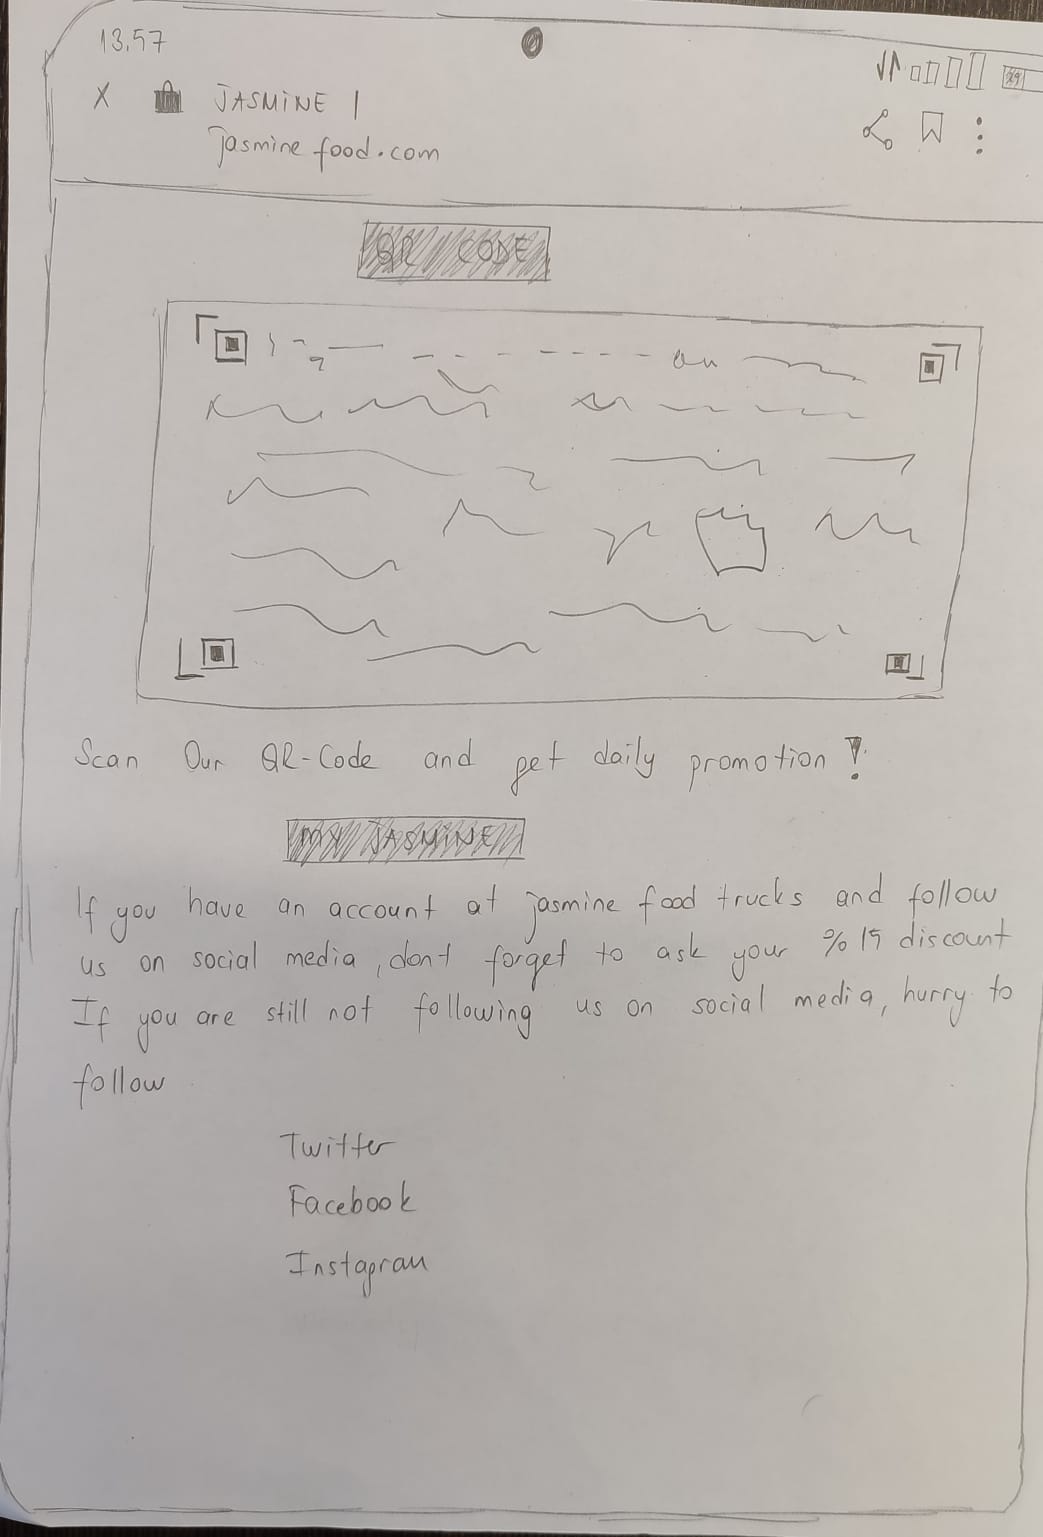 13.57
X JASMINE |
jasmine food.com
QR CODE
Scan Our QR-Code and get daily promotion !
MY JASMINE
If you have an account at jasmine food trucks and follow
us on social media, dont forget to ask your % 15 discount
If you are still not following us on social media, hurry to
follow
Twitter
Facebook
Instagram